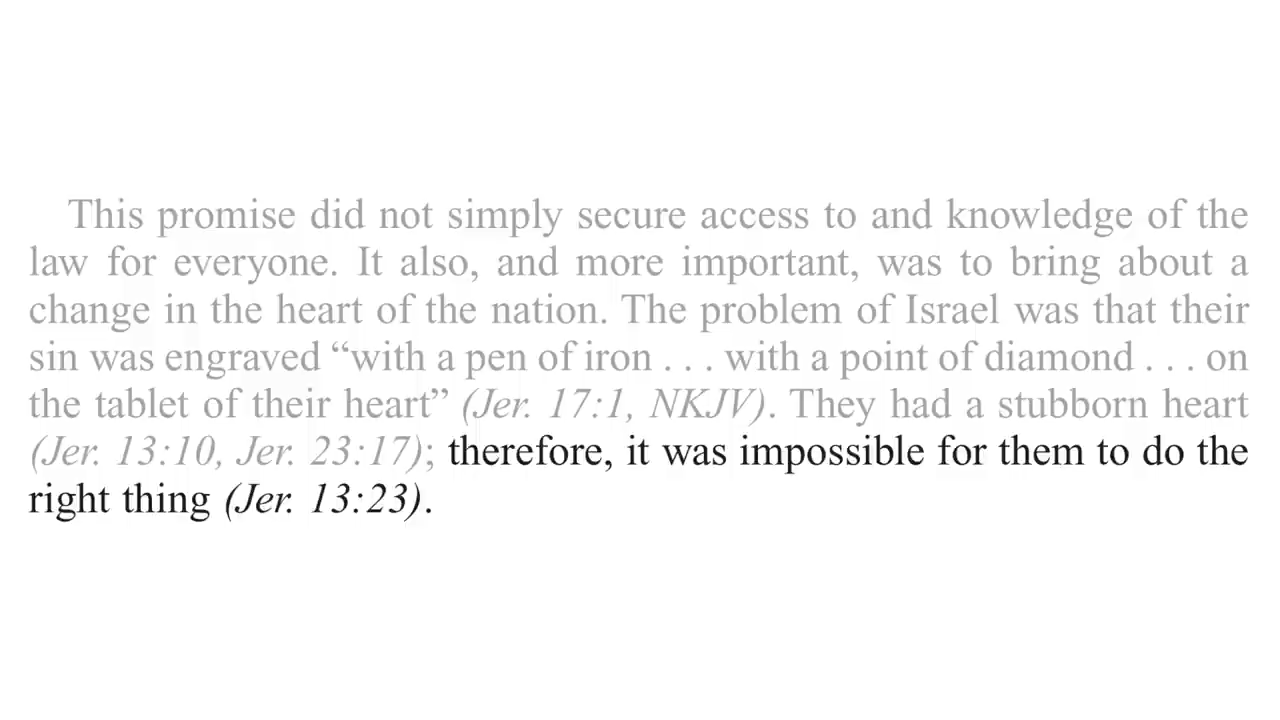 This promise did not simply secure access to and knowledge of the
law for everyone. It also, and more important, was to bring about a
change in the heart of the nation. The problem of Israel was that their
sin was engraved “with a pen of iron . . . with a point of diamond . . . on
the tablet of their heart” (Jer. 17:1, NKJV). They had a stubborn heart
(Jer. 13:10, Jer. 23:17); therefore, it was impossible for them to do the
right thing (Jer. 13:23).